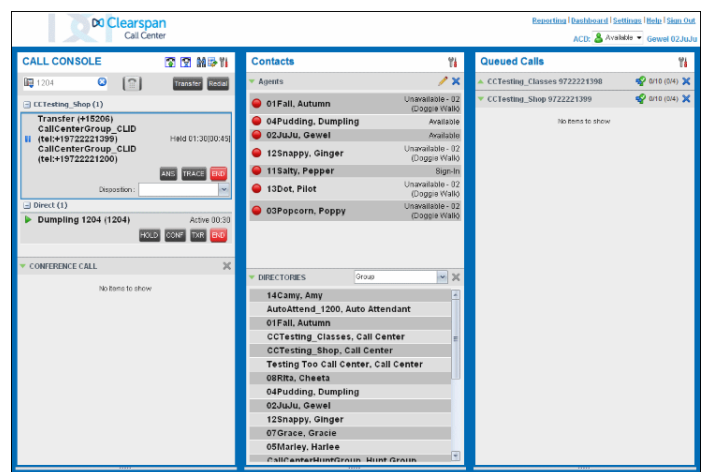 Clearspan
Call Center
Reporting | Dashboard | Settings | Help | Sign Out
ACD: Available Gewel 02JuJu
CALL CONSOLE
1204
Transfer Redial
CCTesting_Shop (1)
Transfer (+15206)
CallCenterGroup_CLID
(tel:+19722221399)
CallCenterGroup_CLID
(tel:+19722221200)
Held 01:30[00:45]
ANS TRACE END
Disposition:
Direct (1)
Dumpling 1204 (1204) Active 00:30
HOLD CONF TXR END
CONFERENCE CALL
No items to show
Contacts
Agents
01Fall, Autumn Unavailable - 02
(Doggie Walk)
04Pudding, Dumpling Available
02JuJu, Gewel Available
12Snappy, Ginger Unavailable - 02
(Doggie Walk)
11Salty, Pepper Sign-In
13Dot, Pilot Unavailable - 02
(Doggie Walk)
03Popcorn, Poppy Unavailable - 02
(Doggie Walk)
DIRECTORIES Group
14Camy, Amy
AutoAttend_1200, Auto Attendant
01Fall, Autumn
CCTesting_Classes, Call Center
CCTesting_Shop, Call Center
Testing Too Call Center, Call Center
08Rita, Cheeta
04Pudding, Dumpling
02JuJu, Gewel
12Snappy, Ginger
07Grace, Gracie
05Marley, Harlee
CallCenterHuntGroup, Hunt Group
Queued Calls
CCTesting_Classes 9722221398 0/10 (0/4)
CCTesting_Shop 9722221399 0/10 (0/4)
No items to show